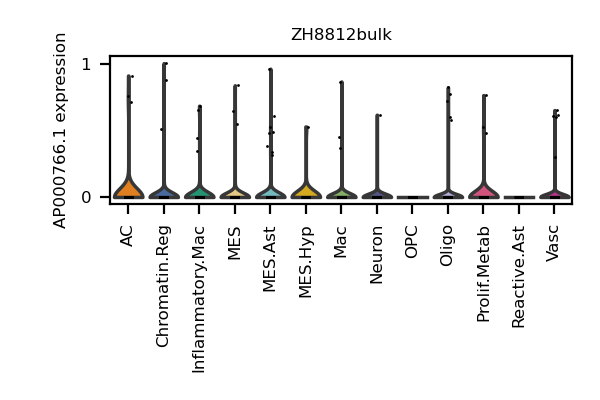 ZH8812bulk
AP000766.1 expression
1
0
AC
Chromatin.Reg
Inflammatory.Mac
MES
MES.Ast
MES.Hyp
Mac
Neuron
OPC
Oligo
Prolif.Metab
Reactive.Ast
Vasc